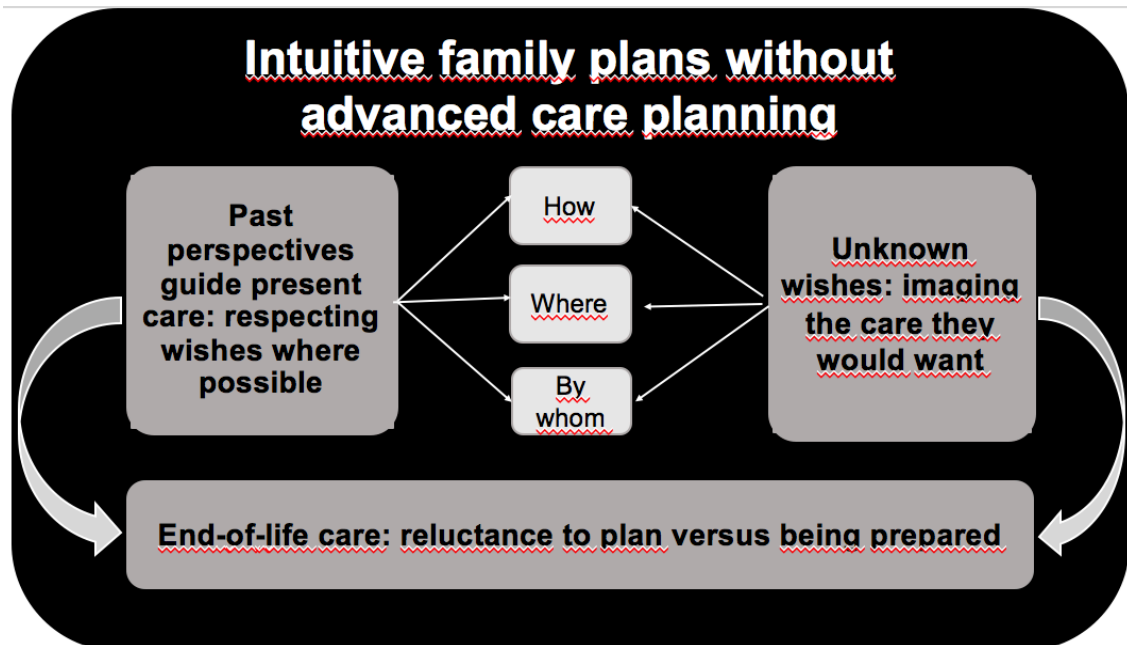 Intuitive family plans without
advanced care planning
Past
perspectives
guide present
care: respecting
wishes where
possible
How
Where
By
whom
Unknown
wishes: imaging
the care they
would want
End-of-life care: reluctance to plan versus being prepared